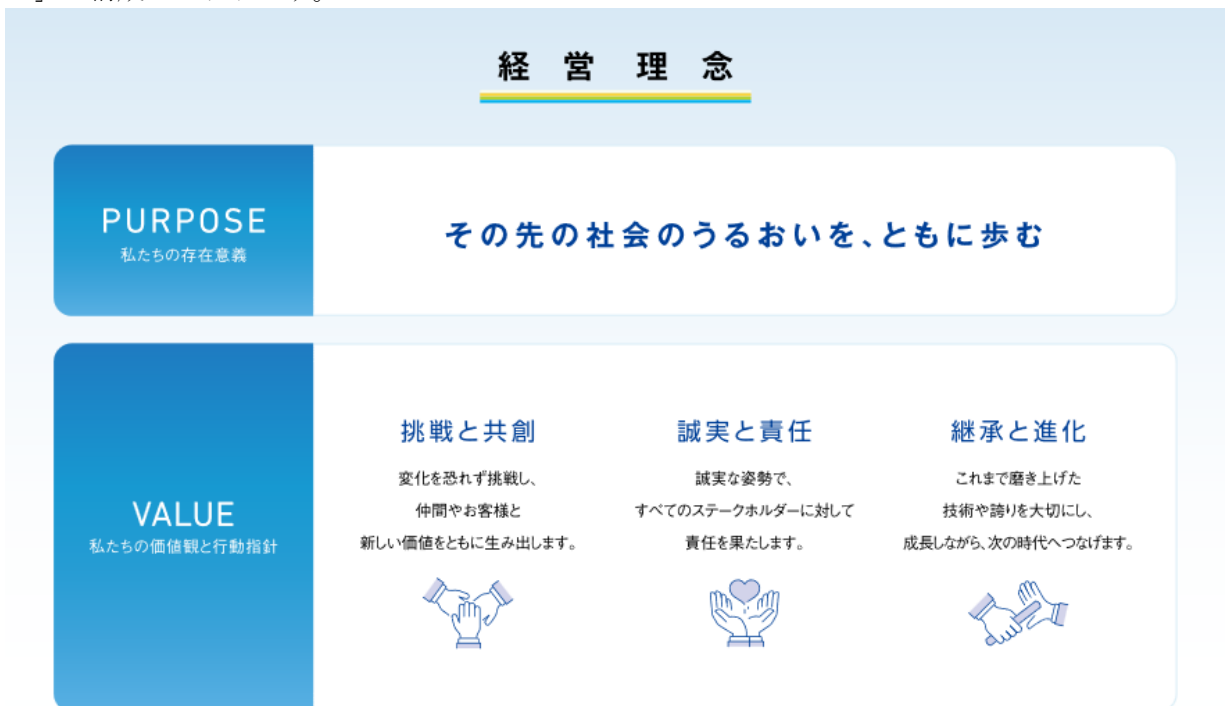 経営理念
PURPOSE
私たちの存在意義
その先の社会のうるおいを、ともに歩む
VALUE
私たちの価値観と行動指針
挑戦と共創
変化を恐れず挑戦し、
仲間やお客様と
新しい価値をともに生み出します。
誠実と責任
誠実な姿勢で、
すべてのステークホルダーに対して
責任を果たします。
継承と進化
これまで磨き上げた
技術や誇りを大切にし、
成長しながら、次の時代へつなげます。